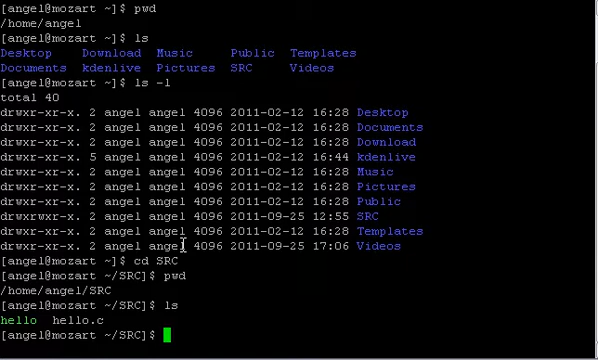 [angel@mozart ~]$ pwd
/home/angel
[angel@mozart ~]$ ls
Desktop Download Music Public Templates
Documents kdenlive Pictures SRC Videos
[angel@mozart ~]$ ls -l
total 40
drwxr-xr-x. 2 angel angel 4096 2011-02-12 16:28 Desktop
drwxr-xr-x. 2 angel angel 4096 2011-02-12 16:28 Documents
drwxr-xr-x. 2 angel angel 4096 2011-02-12 16:28 Download
drwxr-xr-x. 5 angel angel 4096 2011-02-12 16:44 kdenlive
drwxr-xr-x. 2 angel angel 4096 2011-02-12 16:28 Music
drwxr-xr-x. 2 angel angel 4096 2011-02-12 16:28 Pictures
drwxr-xr-x. 2 angel angel 4096 2011-02-12 16:28 Public
drwxrwxr-x. 2 angel angel 4096 2011-09-25 12:55 SRC
drwxr-xr-x. 2 angel angel 4096 2011-02-12 16:28 Templates
drwxr-xr-x. 2 angel angel 4096 2011-09-25 17:06 Videos
[angel@mozart ~]$ cd SRC
[angel@mozart ~/SRC]$ pwd
/home/angel/SRC
[angel@mozart ~/SRC]$ ls
hello hello.c
[angel@mozart ~/SRC]$